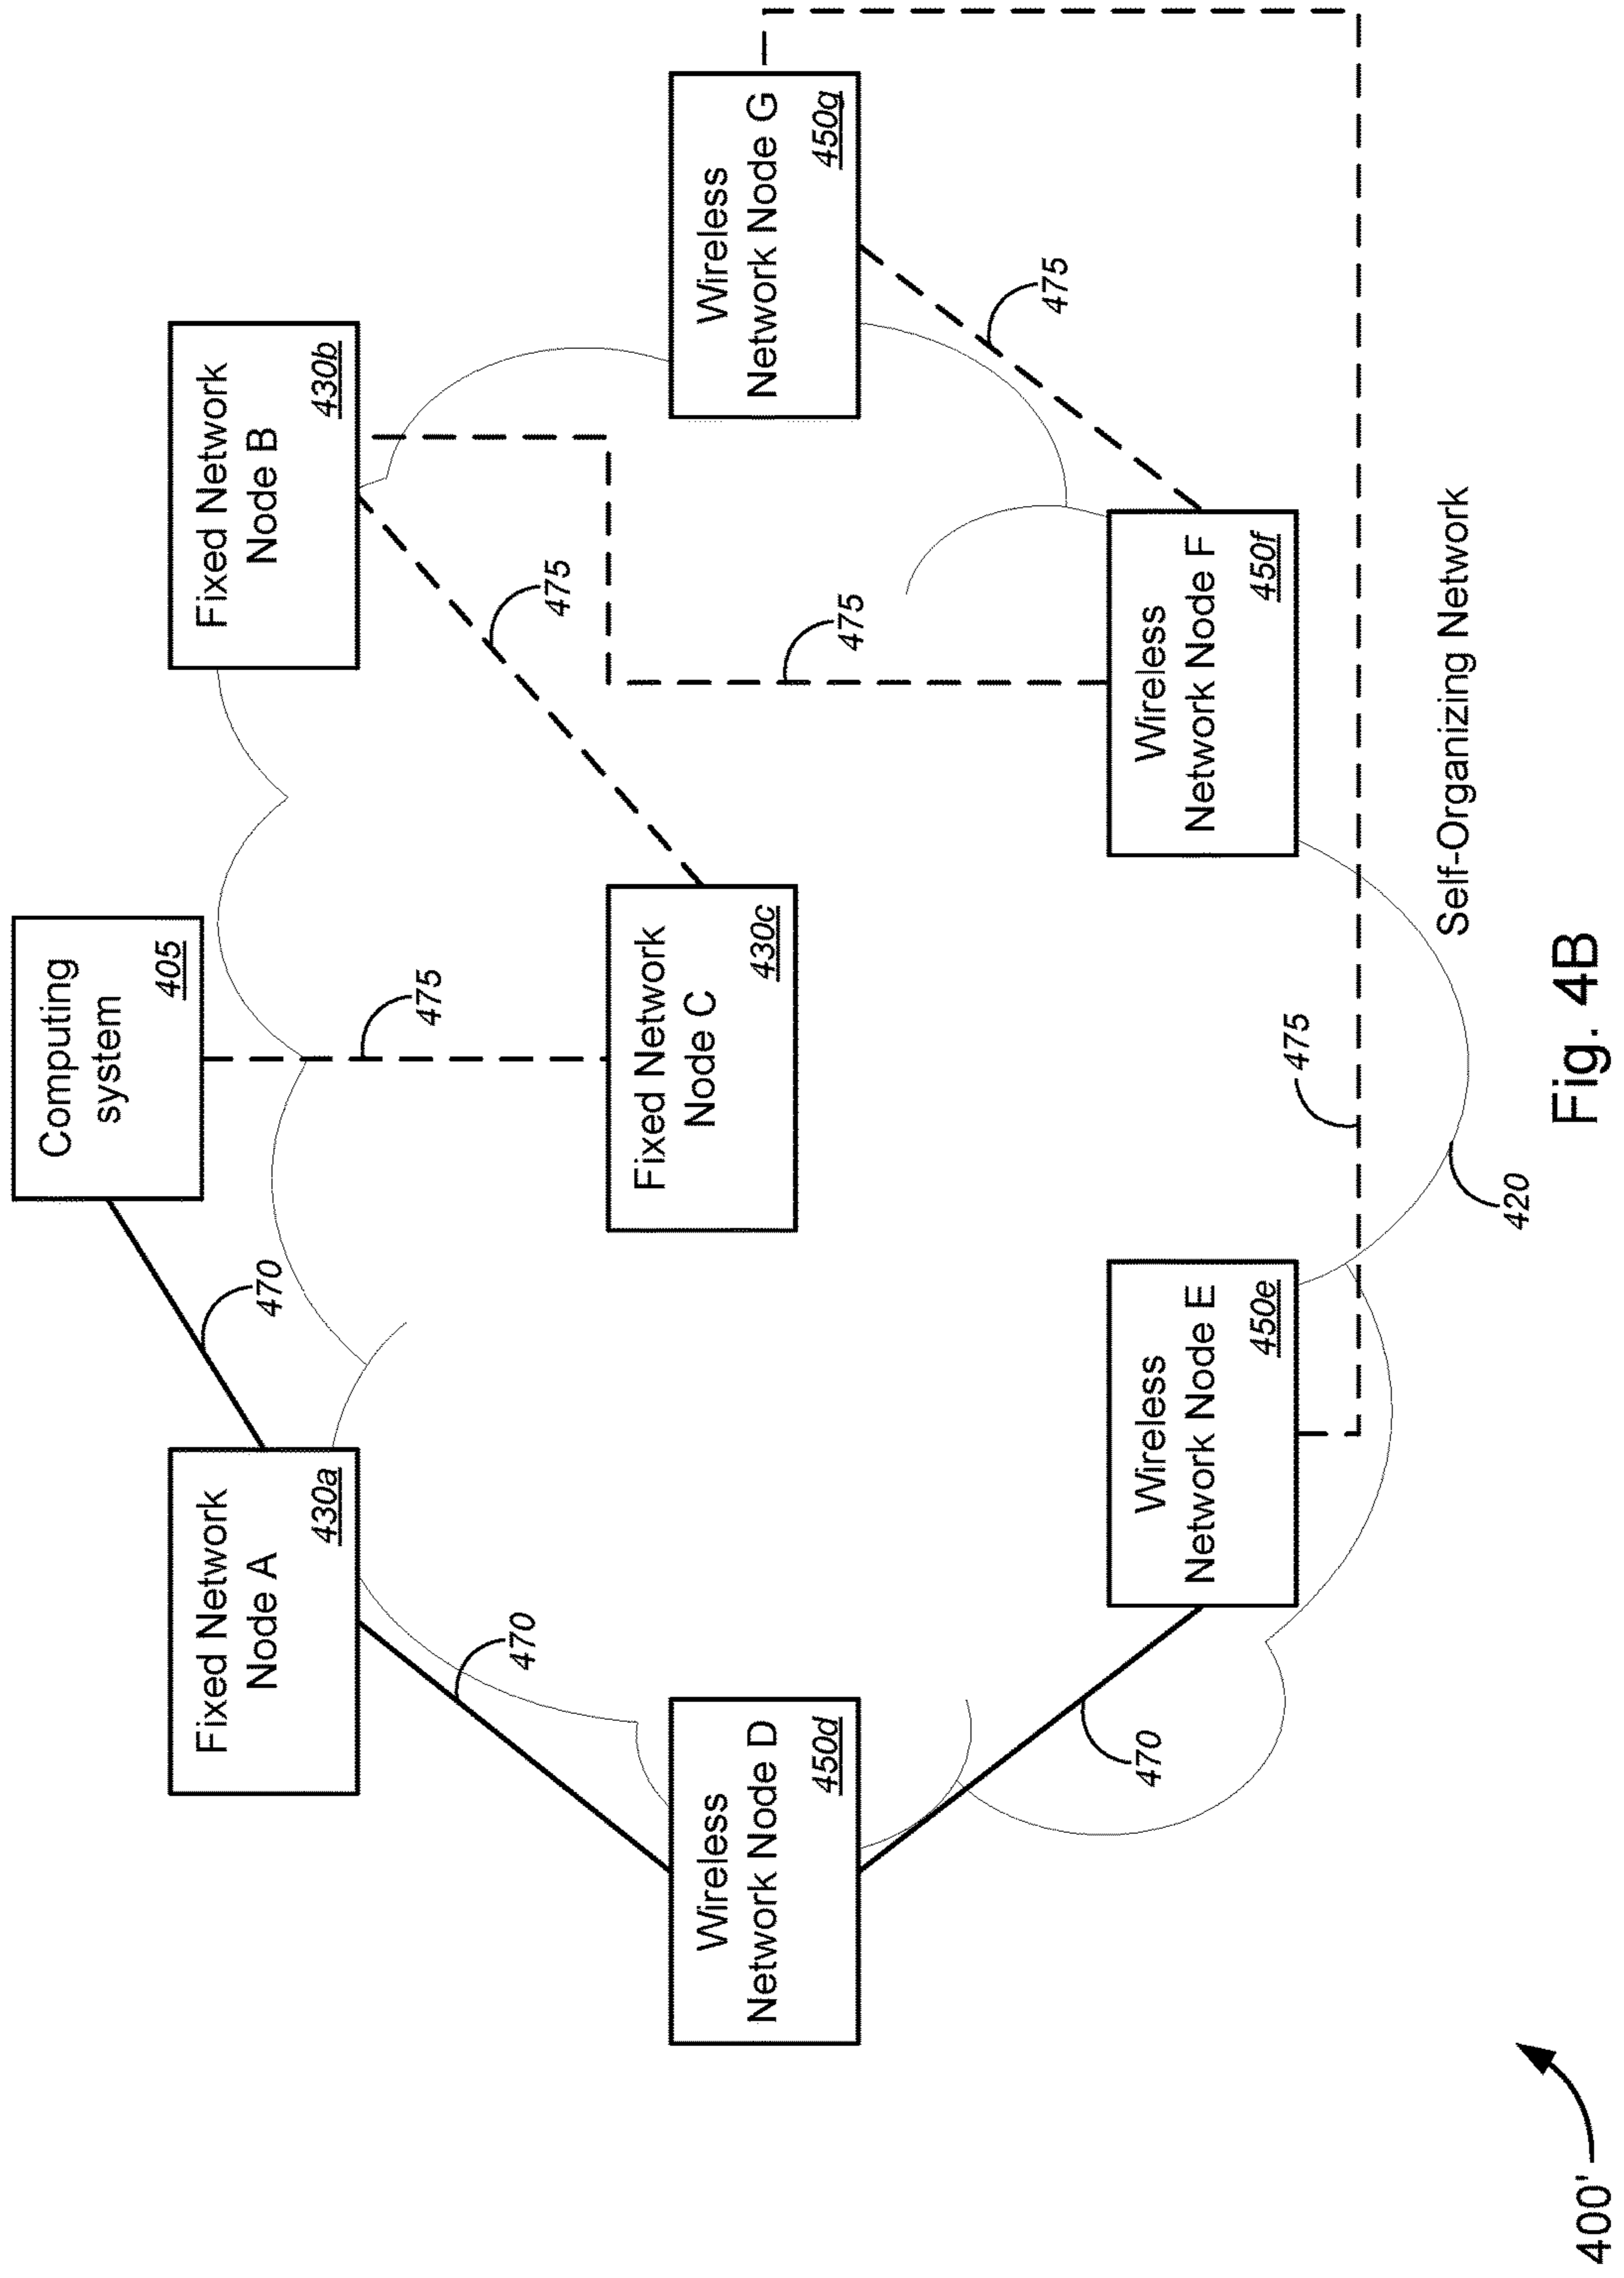 Computing
system
405
470
Fixed Network
Node A
430a
475
Fixed Network
Node B
430b
470
475
Wireless
Network Node D
450d
Fixed Network
Node C
430c
475
Wireless
Network Node G
450g
470
475
Wireless
Network Node E
450e
475
Wireless
Network Node F
450f
420
Self-Organizing Network
400'
Fig. 4B